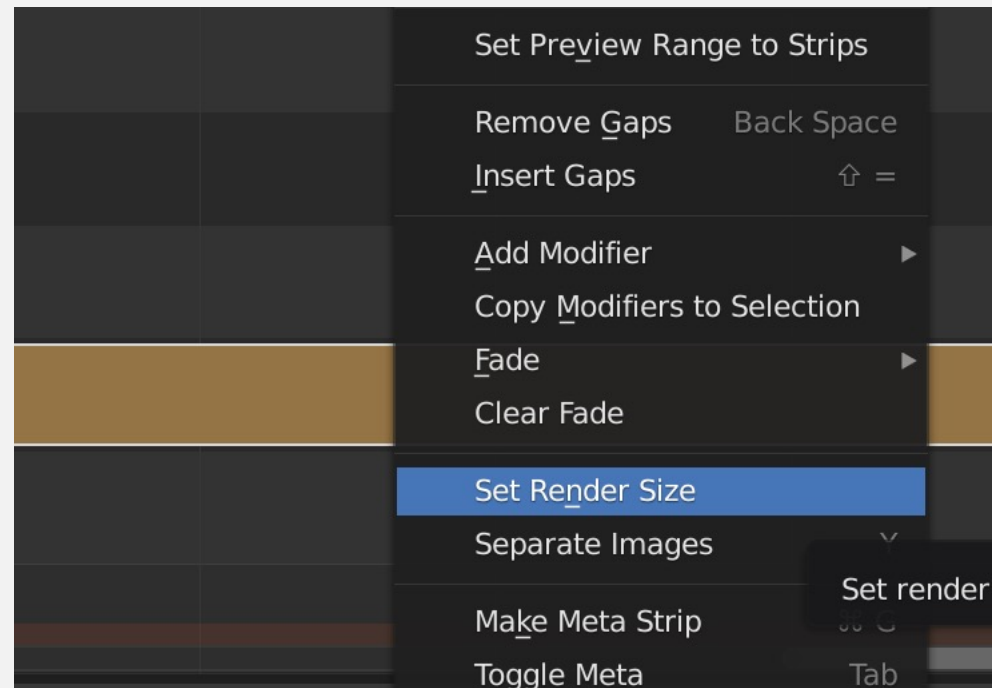 Set Preview Range to Strips
Remove Gaps Back Space
Insert Gaps ⇧ =
Add Modifier ▶
Copy Modifiers to Selection
Fade ▶
Clear Fade
Set Render Size
Separate Images Y
Set render
Make Meta Strip ⌘ G
Toggle Meta Tab